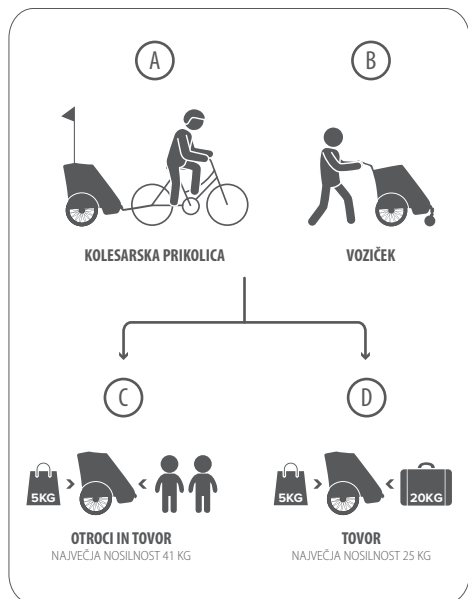 A
B
KOLESARSKA PRIKOLICA
VOZIČEK
C
D
5KG
5KG
20KG
OTROCI IN TOVOR
NAJVEČJA NOSILNOST 41 KG
TOVOR
NAJVEČJA NOSILNOST 25 KG